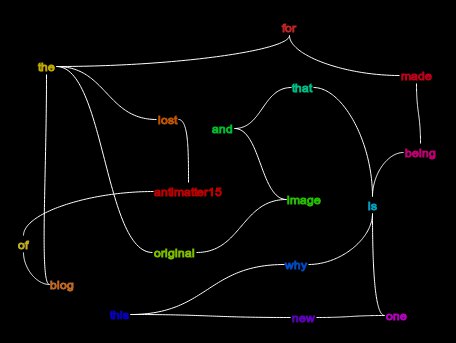 for
the
made
that
lost
and
being
antimatter15
image
is
of
original
why
blog
this
new
one